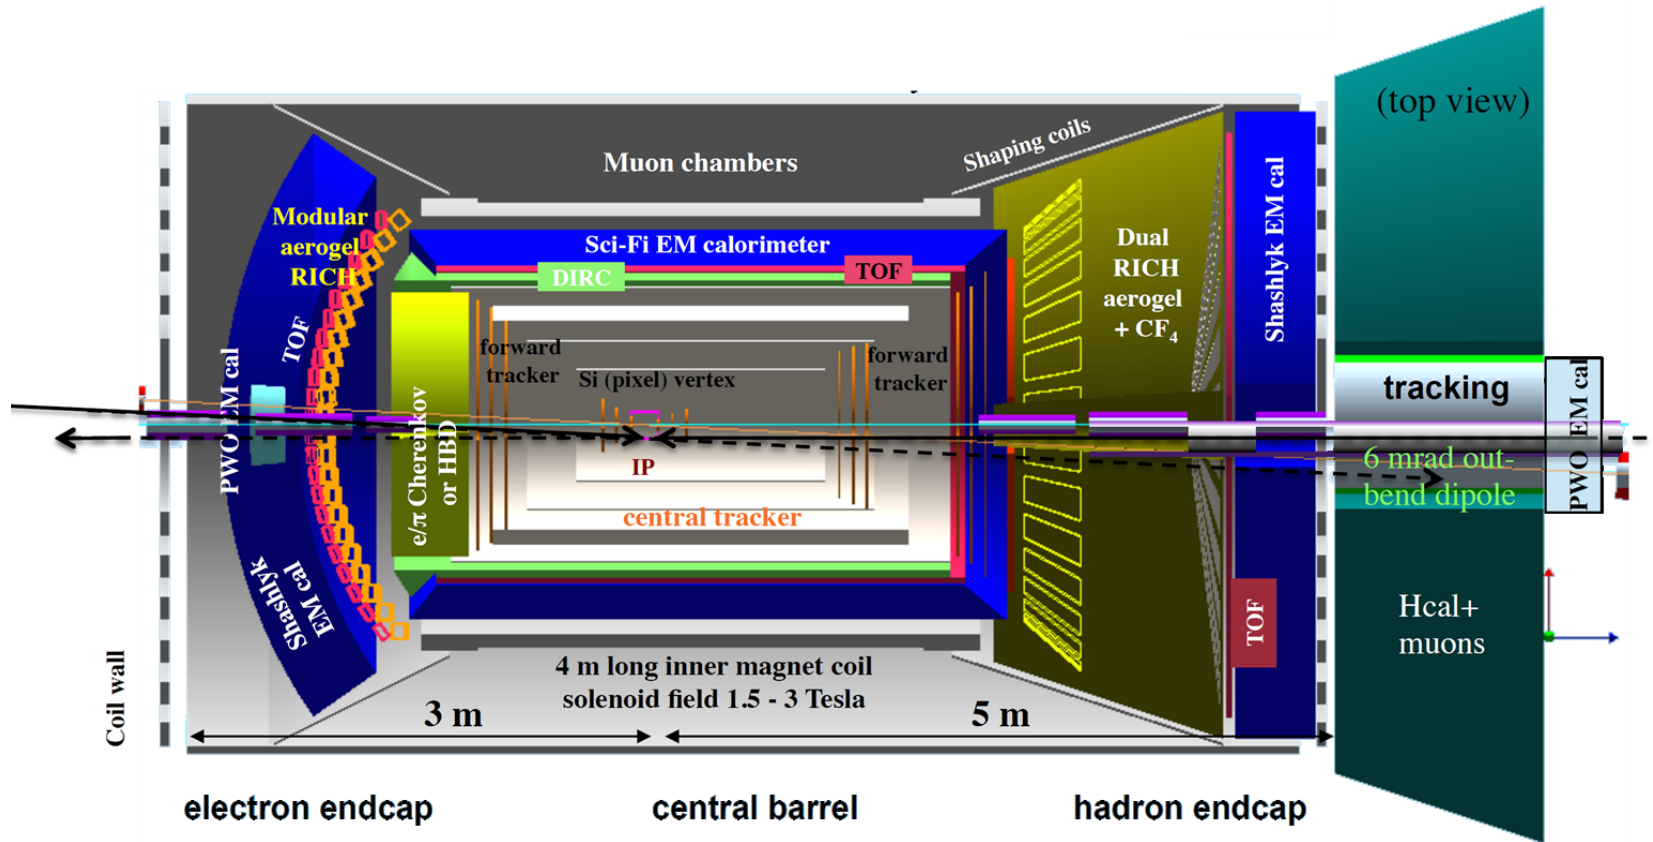 (top view)
Muon chambers
Shaping coils
Shashlyk EM cal
Modular
aerogel
RICH
Sci-Fi EM calorimeter
DIRC
TOF
Dual
RICH
aerogel
+ CF₄
TOF
PWO EM cal
forward
tracker
Si (pixel) vertex
forward
tracker
tracking
PWO EM cal
e/π Cherenkov
or HBD
IP
6 mrad out-
bend dipole
central tracker
Shashlyk
EM cal
TOF
Hcal+
muons
4 m long inner magnet coil
solenoid field 1.5 - 3 Tesla
Coil wall
3 m
5 m
electron endcap
central barrel
hadron endcap